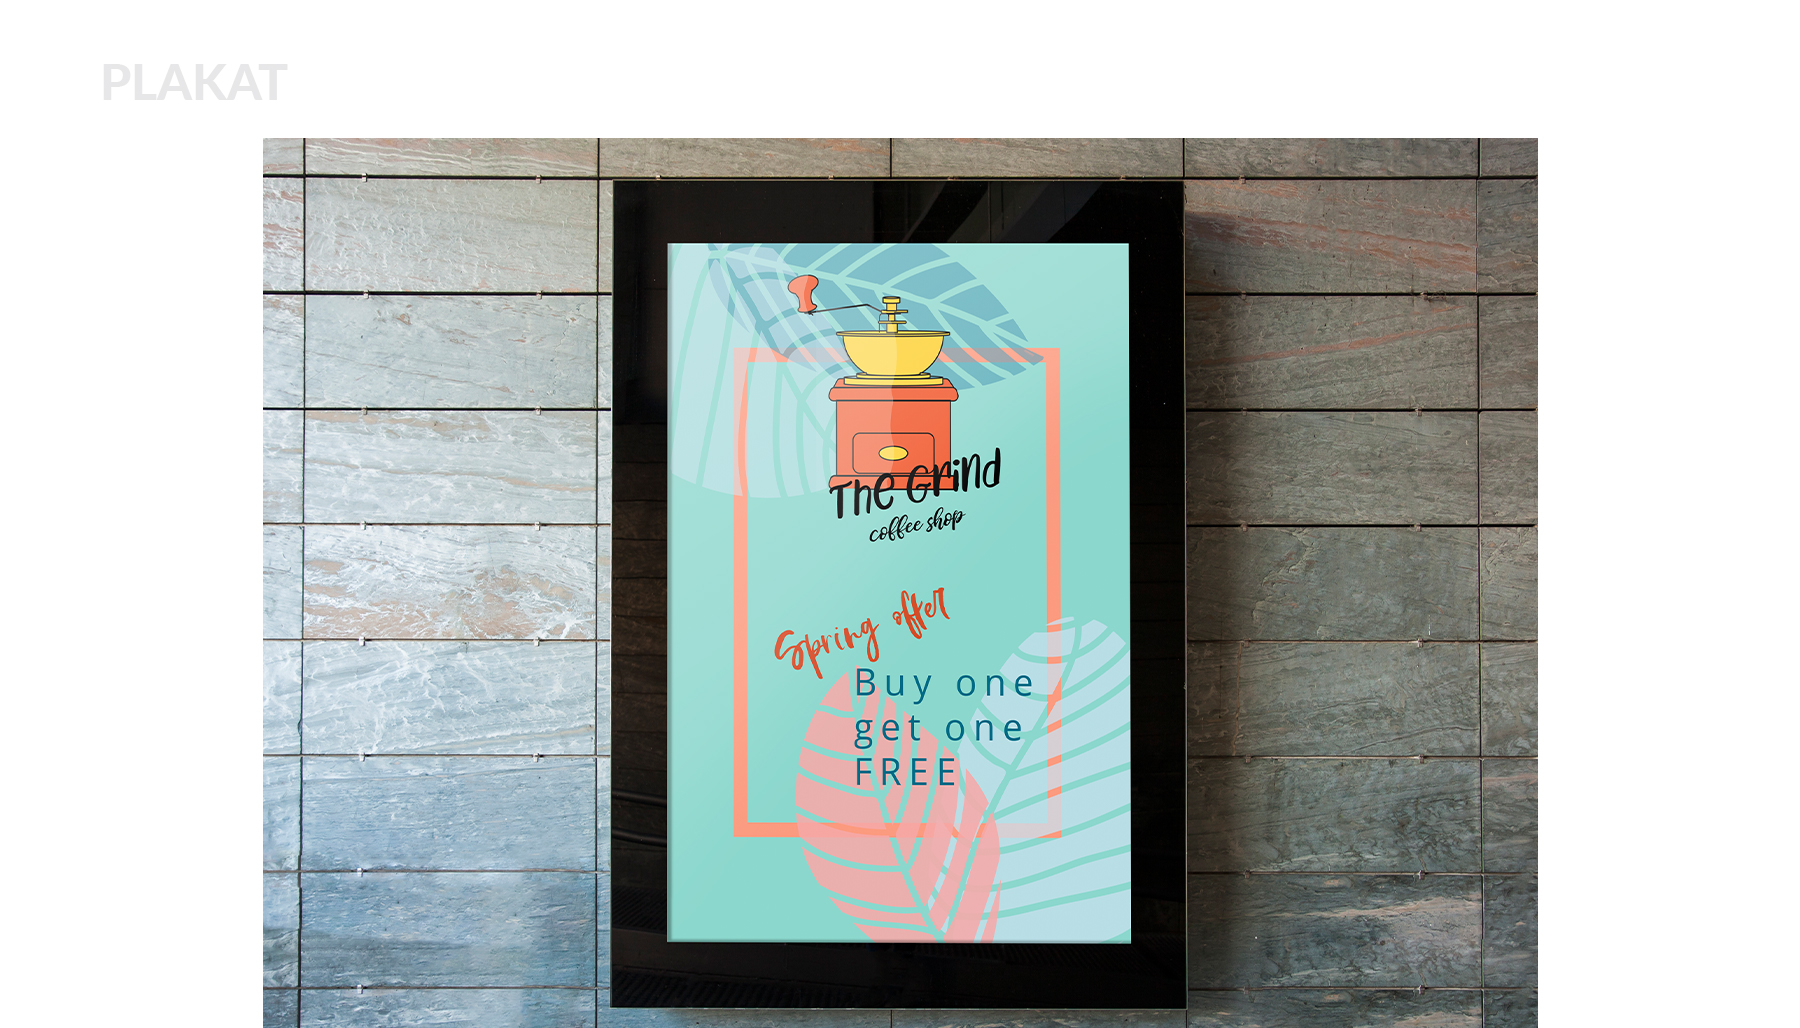 PLAKAT
The Grind
coffee shop
Spring offer
Buy one
get one
FREE